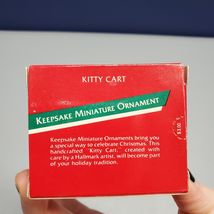 KITTY CART
KEEPSAKE MINIATURE ORNAMENT
Keepsake Miniature Ornaments bring you
a special way to celebrate Christmas. This
handcrafted "Kitty Cart," created with
care by a Hallmark artist, will become part
of your holiday tradition.